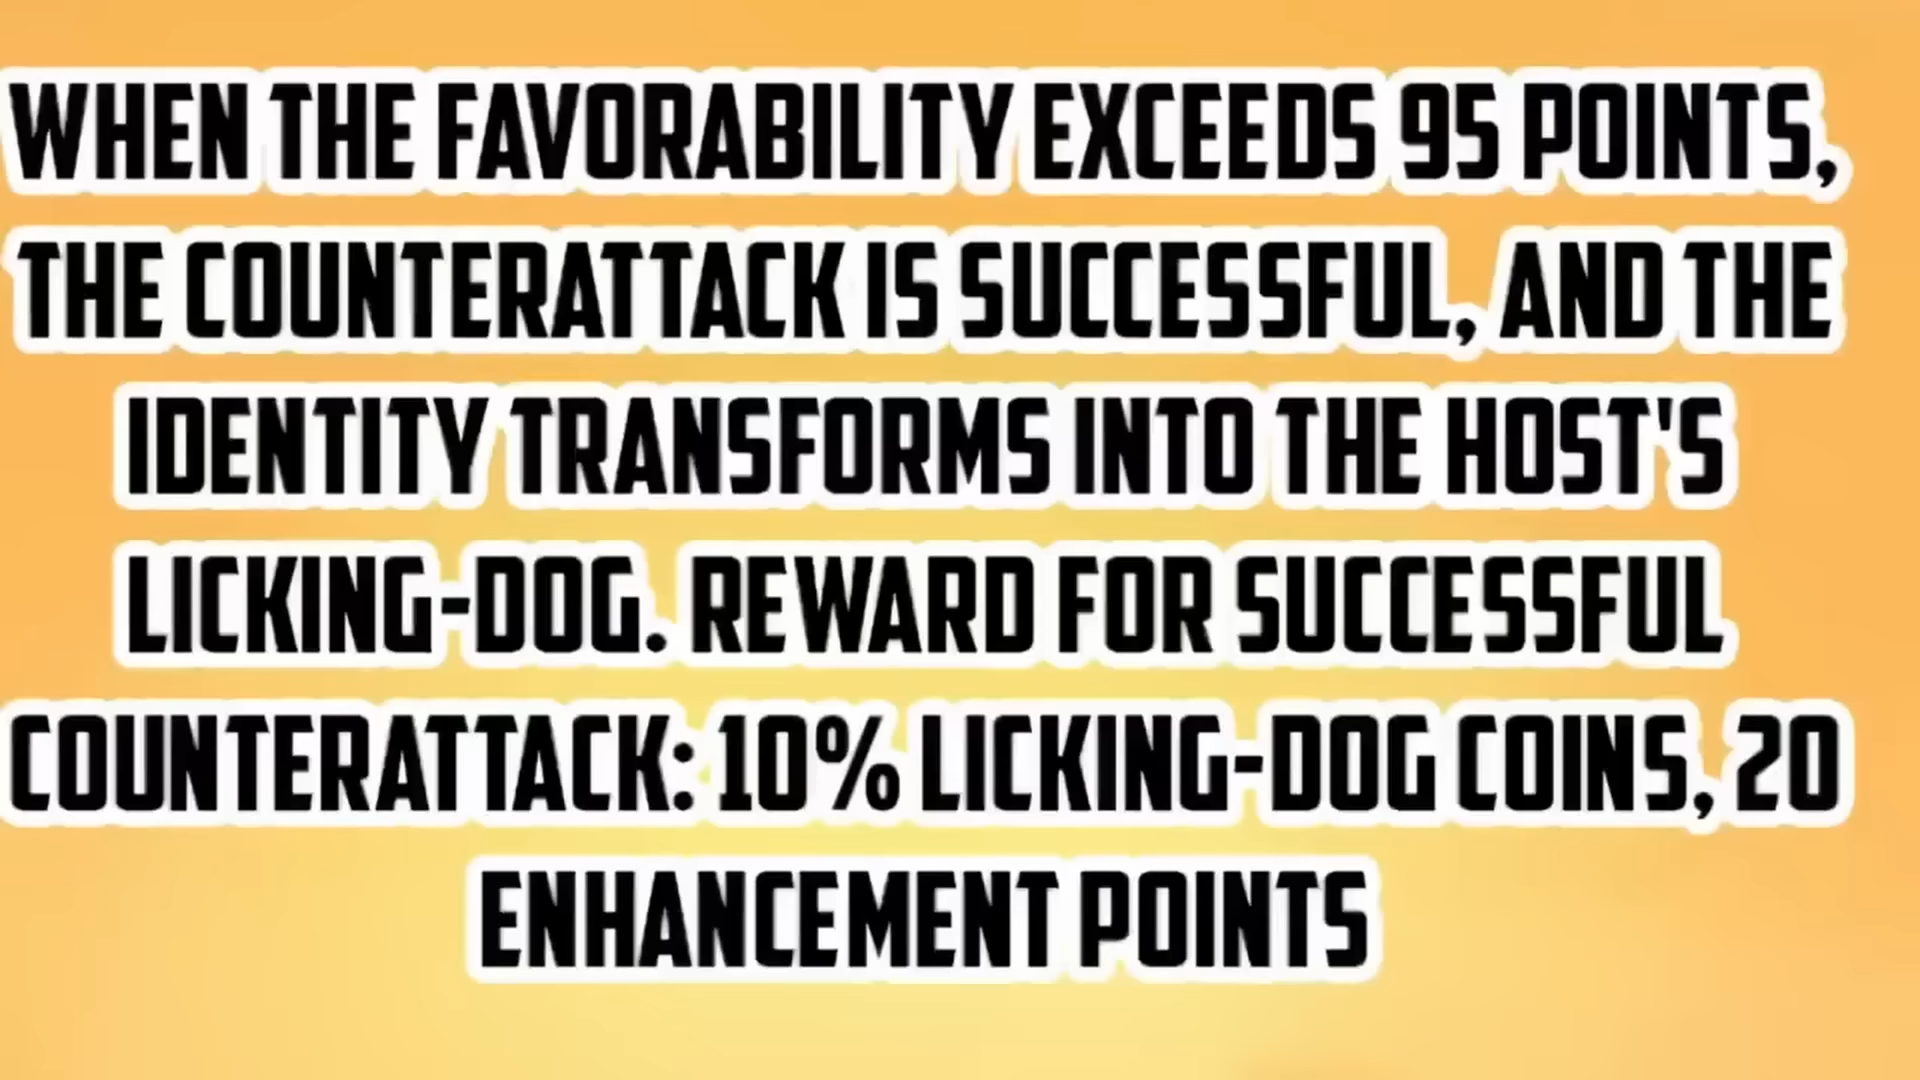 WHEN THE FAVORABILITY EXCEEDS 95 POINTS,
THE COUNTERATTACK IS SUCCESSFUL, AND THE
IDENTITY TRANSFORMS INTO THE HOST'S
LICKING-DOG. REWARD FOR SUCCESSFUL
COUNTERATTACK: 10% LICKING-DOG COINS, 20
ENHANCEMENT POINTS